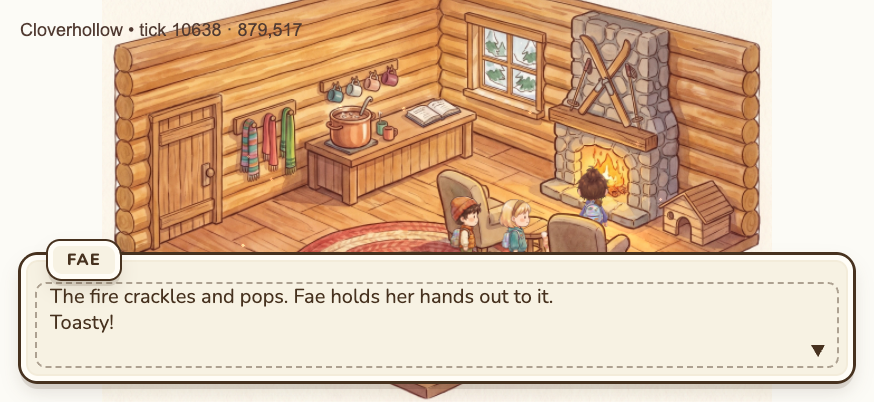 Cloverhollow • tick 10638 · 879,517
FAE
The fire crackles and pops. Fae holds her hands out to it.
Toasty!